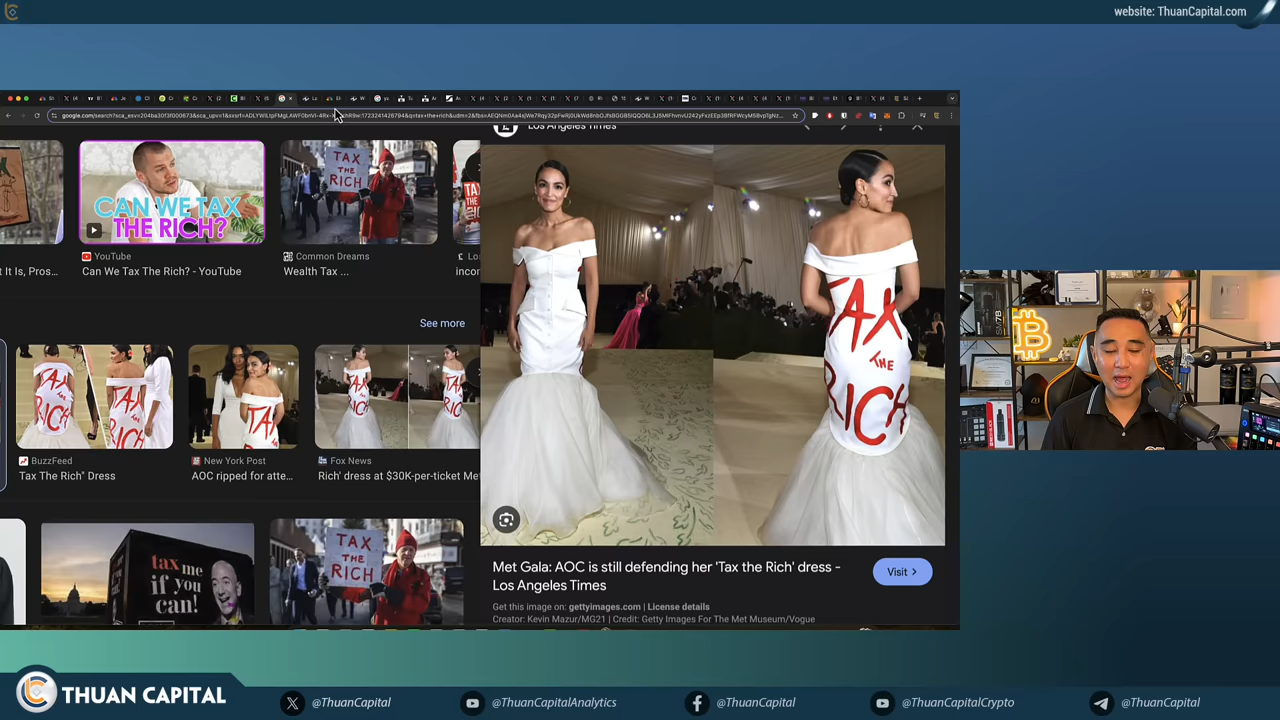 website: ThuanCapital.com
Los Angeles Times
CAN WE TAX
THE RICH?
TAX
THE
RICH
YouTube
Can We Tax The Rich? - YouTube
t It Is, Pros...
Common Dreams
Wealth Tax ...
incor
See more
TAX
THE
RICH
BuzzFeed
Tax The Rich" Dress
New York Post
AOC ripped for atte...
Fox News
Rich' dress at $30K-per-ticket Met
tax me
if you
can!
TAX
THE
RICH
Met Gala: AOC is still defending her 'Tax the Rich' dress -
Los Angeles Times
Visit >
Get this image on: gettyimages.com | License details
Creator: Kevin Mazur/MG21 | Credit: Getty Images For The Met Museum/Vogue
THUAN CAPITAL
@ThuanCapital
@ThuanCapitalAnalytics
@ThuanCapital
@ThuanCapitalCrypto
@ThuanCapital